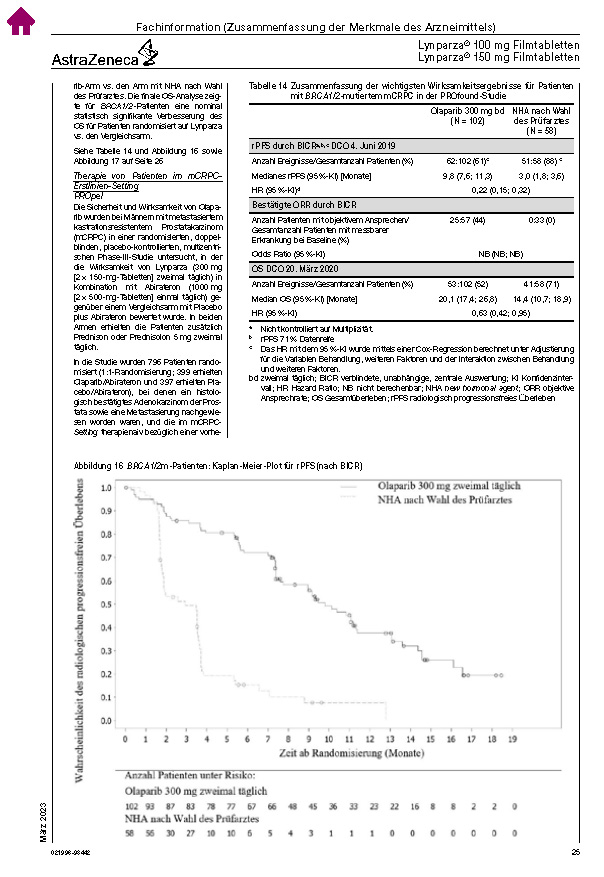 Fachinformation (Zusammenfassung der Merkmale des Arzneimittels)
AstraZeneca
Lynparza® 100 mg Filmtabletten
Lynparza® 150 mg Filmtabletten
rib-Arm vs. den Arm mit NHA nach Wahl
des Prüfarztes. Die finale OS-Analyse zeig-
te für BRCA1/2-Patienten eine nominal
statistisch signifikante Verbesserung des
OS für Patienten randomisiert auf Lynparza
vs. den Vergleichsarm.
Siehe Tabelle 14 und Abbildung 16 sowie
Abbildung 17 auf Seite 26
Therapie von Patienten im mCRPC-
Erstlinien-Setting
PROpel
Die Sicherheit und Wirksamkeit von Olapa-
rib wurden bei Männern mit metastasiertem
kastrationsresistentem Prostatakarzinom
(mCRPC) in einer randomisierten, doppel-
blinden, placebo-kontrollierten, multizentri-
schen Phase-III-Studie untersucht, in der
die Wirksamkeit von Lynparza (300 mg
[2 × 150-mg-Tabletten] zweimal täglich) in
Kombination mit Abirateron (1000 mg
[2 × 500-mg-Tabletten] einmal täglich) ge-
genüber einem Vergleichsarm mit Placebo
plus Abirateron bewertet wurde. In beiden
Armen erhielten die Patienten zusätzlich
Prednison oder Prednisolon 5 mg zweimal
täglich.
In die Studie wurden 796 Patienten rando-
misiert (1:1-Randomisierung; 399 erhielten
Olaparib/Abirateron und 397 erhielten Pla-
cebo/Abirateron), bei denen ein histolo-
gisch bestätigtes Adenokarzinom der Pros-
tata sowie eine Metastasierung nachgewie-
sen worden waren, und die im mCRPC-
Setting therapienaiv bezüglich einer vorhe-
Tabelle 14 Zusammenfassung der wichtigsten Wirksamkeitsergebnisse für Patienten
mit BRCA1/2-mutiertem mCRPC in der PROfound-Studie
Olaparib 300 mg bd
(N = 102)
NHA nach Wahl
des Prüfarztes
(N = 58)
rPFS durch BICRa,b,c DCO 4. Juni 2019
Anzahl Ereignisse/Gesamtanzahl Patienten (%) 62:102 (61)c 51:58 (88)c
Medianes rPFS (95 %-KI) [Monate] 9,8 (7,6; 11,3) 3,0 (1,8; 3,6)
HR (95 %-KI)d 0,22 (0,15; 0,32)
Bestätigte ORR durch BICR
Anzahl Patienten mit objektivem Ansprechen/
Gesamtanzahl Patienten mit messbarer
Erkrankung bei Baseline (%)
25:57 (44) 0:33 (0)
Odds Ratio (95 %-KI) NB (NB; NB)
OS DCO 20. März 2020
Anzahl Ereignisse/Gesamtanzahl Patienten (%) 53:102 (52) 41:58 (71)
Median OS (95 %-KI) [Monate] 20,1 (17,4; 26,8) 14,4 (10,7; 18,9)
HR (95 %-KI) 0,63 (0,42; 0,95)
a Nicht kontrolliert auf Multiplizität
b rPFS 71% Datenreife
c Das HR mit dem 95 %-KI wurde mittels einer Cox-Regression berechnet unter Adjustierung
für die Variablen Behandlung, weiteren Faktoren und der Interaktion zwischen Behandlung
und weiteren Faktoren.
bd zweimal täglich; BICR verblindete, unabhängige, zentrale Auswertung; KI Konfidenzinter-
vall; HR Hazard Ratio; NB nicht berechenbar; NHA new hormonal agent; ORR objektive
Ansprechrate; OS Gesamtüberleben; rPFS radiologisch progressionsfreies Überleben
Abbildung 16 BRCA1/2m-Patienten: Kaplan-Meier-Plot für rPFS (nach BICR)
Wahrscheinlichkeit des radiologischen progressionsfreien Überlebens
Olaparib 300 mg zweimal täglich
NHA nach Wahl des Prüfarztes
1.0
0.9
0.8
0.7
0.6
0.5
0.4
0.3
0.2
0.1
0.0
0 1 2 3 4 5 6 7 8 9 10 11 12 13 14 15 16 17 18 19
Zeit ab Randomisierung (Monate)
Anzahl Patienten unter Risiko:
Olaparib 300 mg zweimal täglich
102 93 87 83 78 77 67 66 48 45 36 33 23 23 22 16 8 8 2 2 0
NHA nach Wahl des Prüfarztes
58 56 30 27 10 10 6 5 4 3 1 1 1 0 0 0 0 0 0 0
März 2023
021996-98442
25